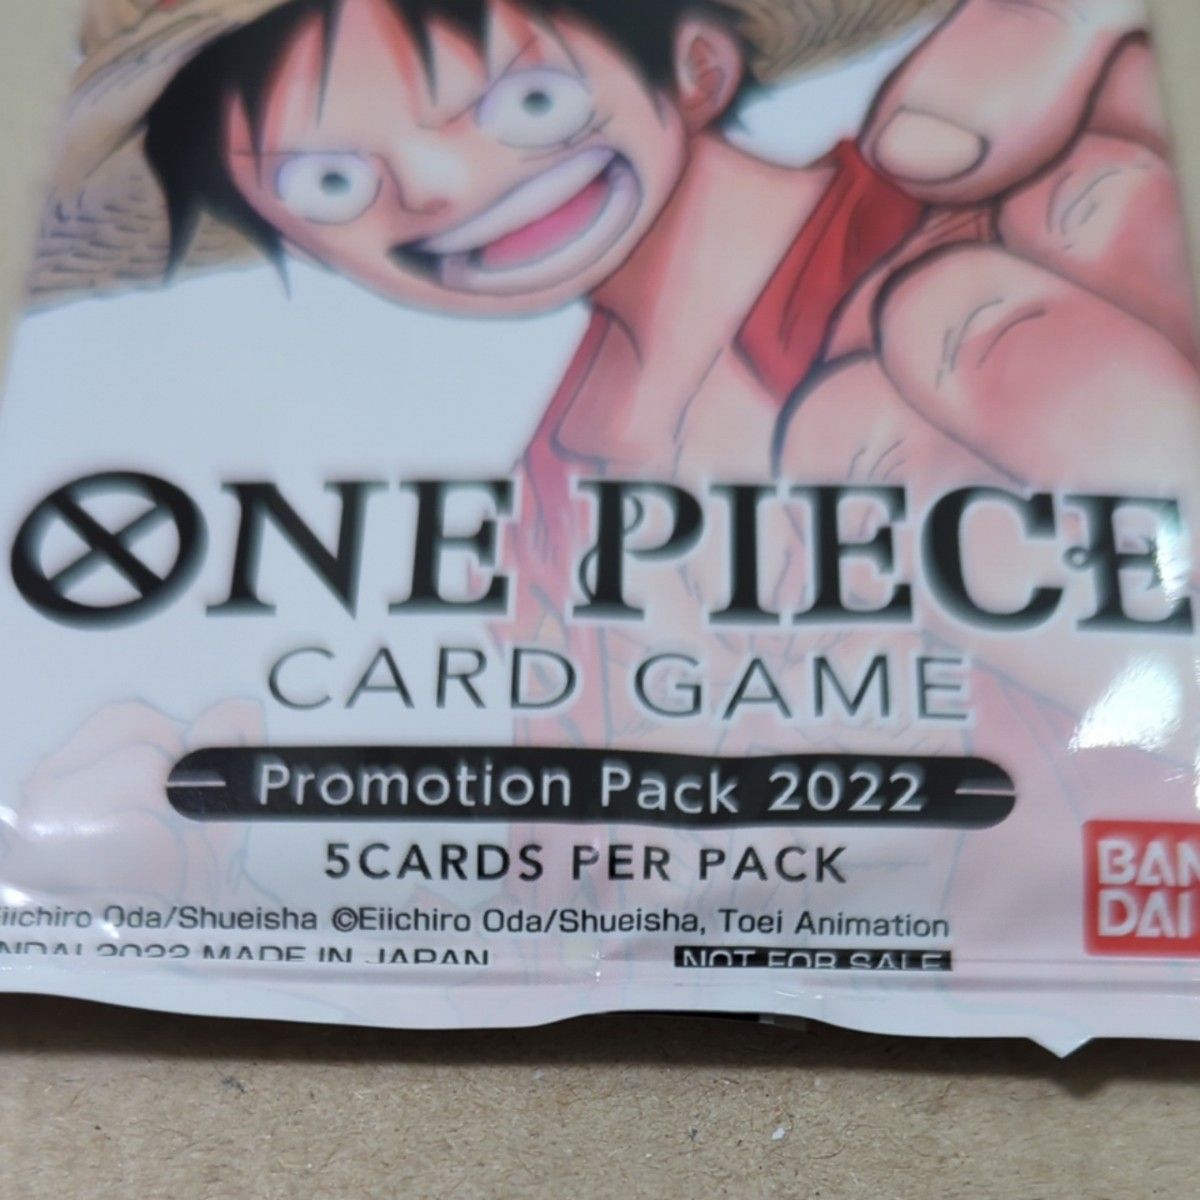 ONE PIECE
CARD GAME
Promotion Pack 2022
5CARDS PER PACK
Eiichiro Oda/Shueisha ©Eiichiro Oda/Shueisha, Toei Animation
2022 MADE IN JAPAN
NOT FOR SALE
BAN
DAI